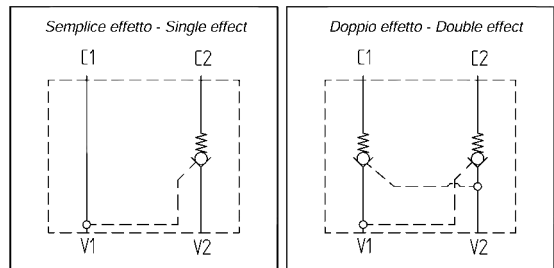 Semplice effetto - Single effect
C1 C2
V1 V2
Doppio effetto - Double effect
C1 C2
V1 V2